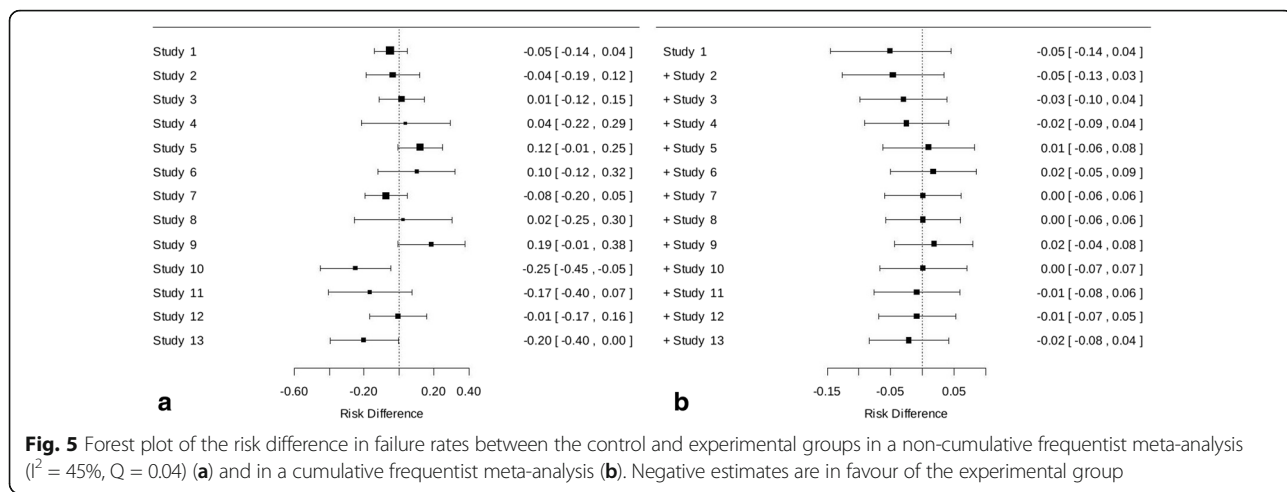 Study 1 -0.05 [ -0.14 , 0.04 ]
Study 2 -0.04 [ -0.19 , 0.12 ]
Study 3 0.01 [ -0.12 , 0.15 ]
Study 4 0.04 [ -0.22 , 0.29 ]
Study 5 0.12 [ -0.01 , 0.25 ]
Study 6 0.10 [ -0.12 , 0.32 ]
Study 7 -0.08 [ -0.20 , 0.05 ]
Study 8 0.02 [ -0.25 , 0.30 ]
Study 9 0.19 [ -0.01 , 0.38 ]
Study 10 -0.25 [ -0.45 , -0.05 ]
Study 11 -0.17 [ -0.40 , 0.07 ]
Study 12 -0.01 [ -0.17 , 0.16 ]
Study 13 -0.20 [ -0.40 , 0.00 ]
-0.60 -0.20 0.20 0.40
Risk Difference
a
Study 1 -0.05 [ -0.14 , 0.04 ]
+ Study 2 -0.05 [ -0.13 , 0.03 ]
+ Study 3 -0.03 [ -0.10 , 0.04 ]
+ Study 4 -0.02 [ -0.09 , 0.04 ]
+ Study 5 0.01 [ -0.06 , 0.08 ]
+ Study 6 0.02 [ -0.05 , 0.09 ]
+ Study 7 0.00 [ -0.06 , 0.06 ]
+ Study 8 0.00 [ -0.06 , 0.06 ]
+ Study 9 0.02 [ -0.04 , 0.08 ]
+ Study 10 0.00 [ -0.07 , 0.07 ]
+ Study 11 -0.01 [ -0.08 , 0.06 ]
+ Study 12 -0.01 [ -0.07 , 0.05 ]
+ Study 13 -0.02 [ -0.08 , 0.04 ]
-0.15 -0.05 0.05
Risk Difference
b
Fig. 5 Forest plot of the risk difference in failure rates between the control and experimental groups in a non-cumulative frequentist meta-analysis
(I² = 45%, Q = 0.04) (a) and in a cumulative frequentist meta-analysis (b). Negative estimates are in favour of the experimental group